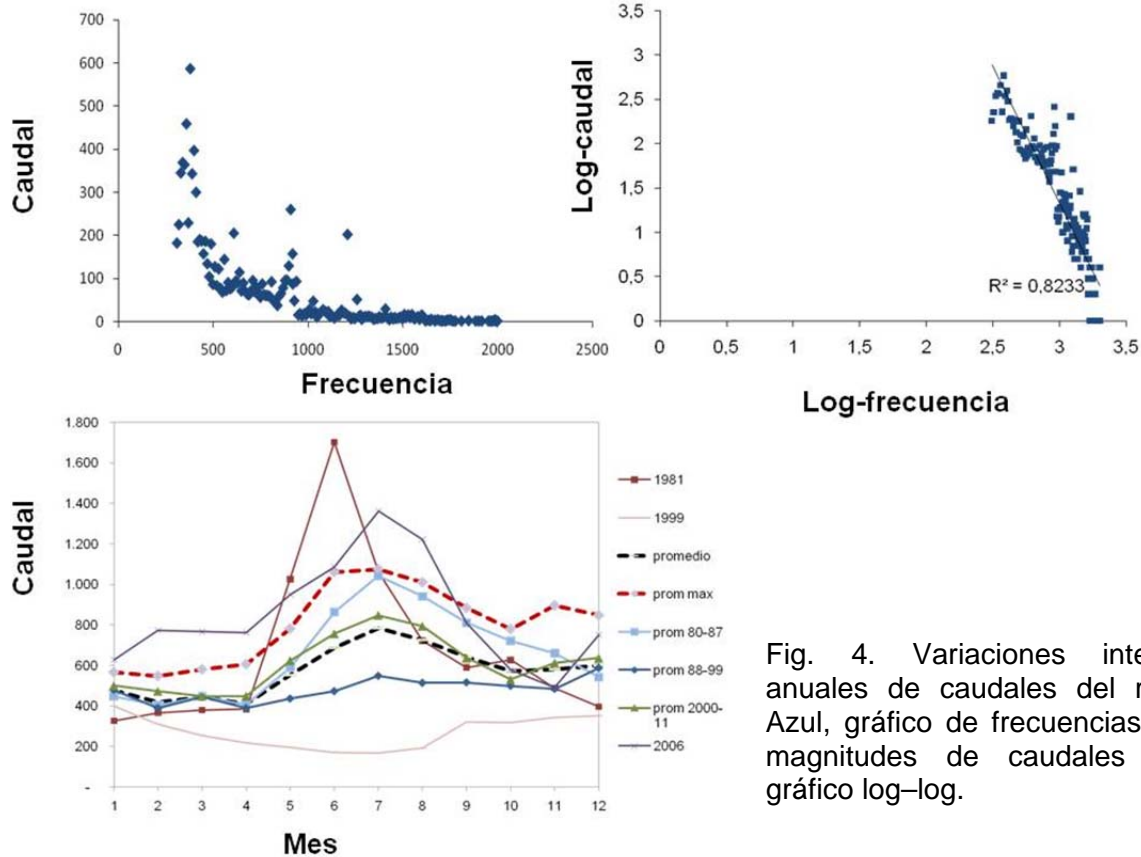 700
600
500
400
300
200
100
0
0 500 1000 1500 2000 2500
Caudal
Frecuencia
3,5
3
2,5
2
1,5
1
0,5
0
0 0,5 1 1,5 2 2,5 3 3,5
Log-caudal
R² = 0,8233
Log-frecuencia
1.800
1.600
1.400
1.200
1.000
800
600
400
200
-
1 2 3 4 5 6 7 8 9 10 11 12
Caudal
Mes
1981
1999
promedio
prom max
prom 80-87
prom 88-99
prom 2000-
11
2006
Fig. 4. Variaciones inte
anuales de caudales del
Azul, gráfico de frecuencias
magnitudes de caudales
gráfico log–log.